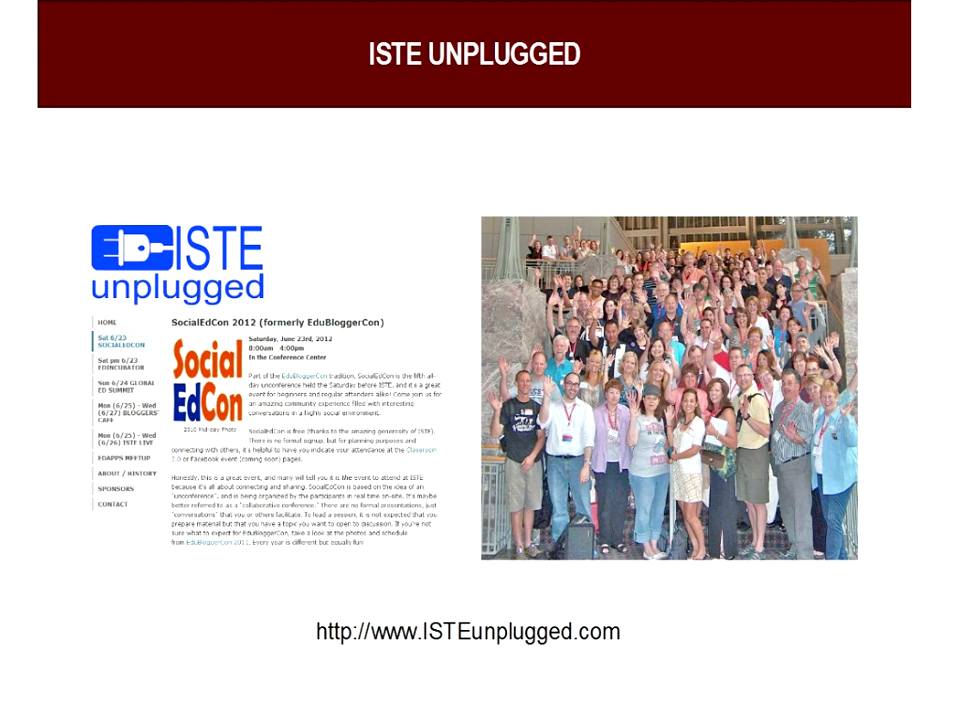 ISTE UNPLUGGED
ISTE
unplugged
HOME
Sat 6/23
SOCIALEDCON
Sat pm 6/23
EDINCUBATOR
Sun 6/24 GLOBAL
ED SUMMIT
Mon (6/25) - Wed
(6/27) BLOGGERS'
CAFE
Mon (6/25) - Wed
(6/26) ISTE LIVE
EDAPPS MEETUP
ABOUT / HISTORY
SPONSORS
CONTACT
SocialEdCon 2012 (formerly EduBloggerCon)
Social
EdCon
2010 Mid-day Photo
Saturday, June 23rd, 2012
8:00am - 4:00pm
In the Conference Center
Part of the EduBloggerCon tradition, SocialEdCon is the fifth all-
day unconference held the Saturday before ISTE, and it's a great
event for beginners and regular attenders alike! Come join us for
an amazing community experience filled with interesting
conversations in a highly social environment.
SocialEdCon is free (thanks to the amazing generosity of ISTE).
There is no formal signup, but for planning purposes and
connecting with others, it's helpful to have you indicate your attendance at the Classroom
2.0 or Facebook event (coming soon) pages.
Honestly, this is a great event, and many will tell you it is the event to attend at ISTE
because it's all about connecting and sharing. SocialEdCon is based on the idea of an
"unconference", and is being organized by the participants in real time on-site. It's maybe
better referred to as a "collaborative conference." There are no formal presentations, just
"conversations" that you or others facilitate. To lead a session, it is not expected that you
prepare material but that you have a topic you want to open to discussion. If you're not
sure what to expect for EduBloggerCon, take a look at the photos and schedule
from EduBloggerCon 2011. Every year is different but equally fun!
http://www.ISTEunplugged.com